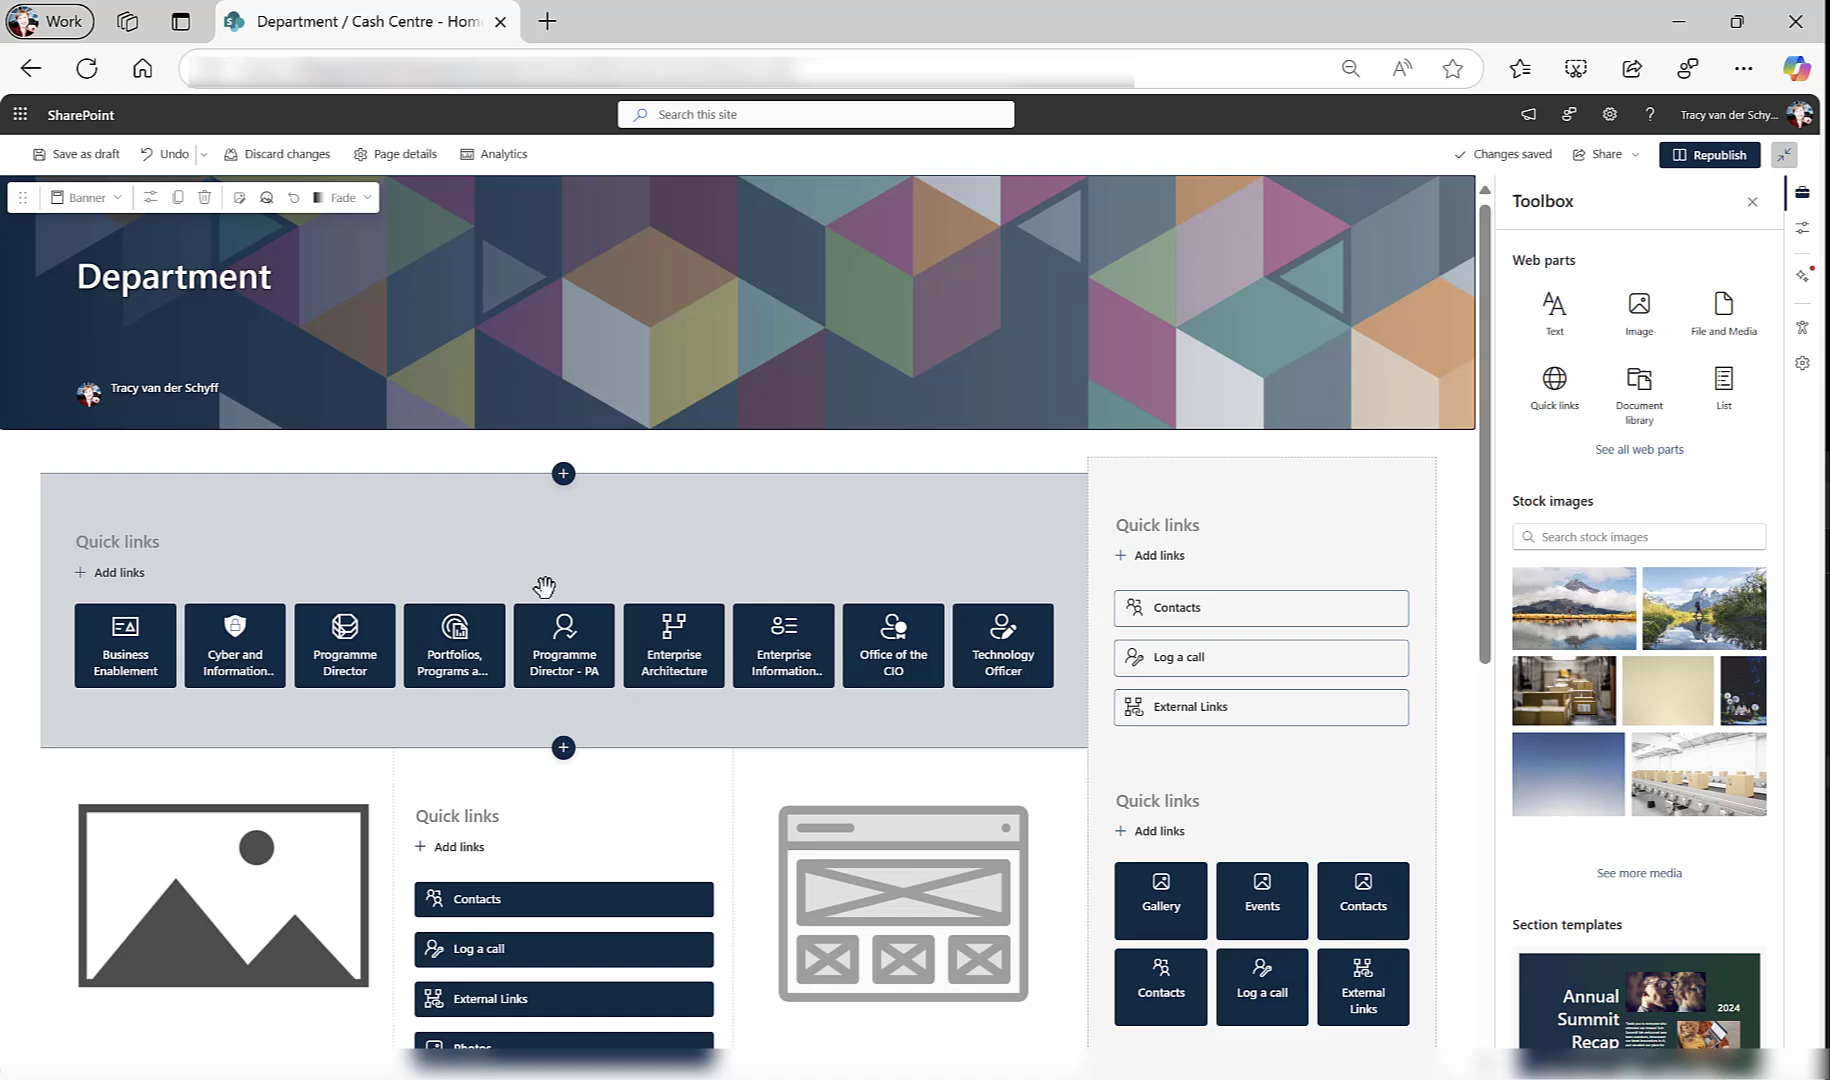 Work
Department / Cash Centre - Hom
SharePoint
Search this site
Tracy van der Schy...
Save as draft
Undo
Discard changes
Page details
Analytics
Changes saved
Share
Republish
Banner
Fade
Department
Tracy van der Schyff
Toolbox
Web parts
Text
Image
File and Media
Quick links
Document
library
List
See all web parts
Stock images
Search stock images
See more media
Section templates
Annual
Summit
Recap
2024
Quick links
Add links
Business
Enablement
Cyber and
Information..
Programme
Director
Portfolios,
Programs a...
Programme
Director - PA
Enterprise
Architecture
Enterprise
Information..
Office of the
CIO
Technology
Officer
Quick links
Add links
Contacts
Log a call
External Links
Quick links
Add links
Contacts
Log a call
External Links
Photos
Quick links
Add links
Gallery
Events
Contacts
Contacts
Log a call
External
Links